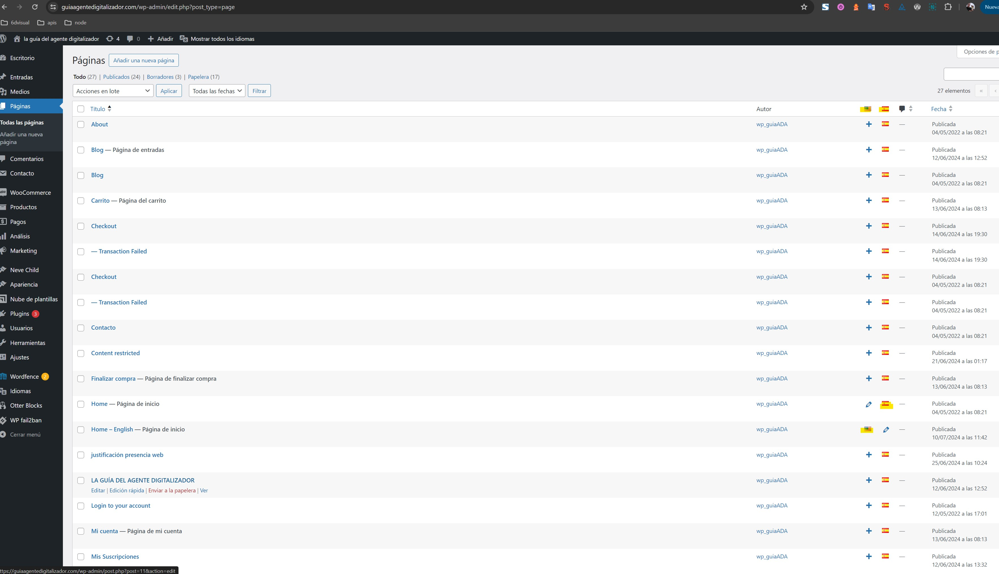 guiaagentedigitalizador.com/wp-admin/edit.php?post_type=page
6dvisual apis node
la guía del agente digitalizador 4 0 Añadir Mostrar todos los idiomas
Opciones de p
Escritorio
Entradas
Medios
Páginas
Todas las páginas
Añadir una nueva
página
Comentarios
Contacto
WooCommerce
Productos
Pagos
Análisis
Marketing
Neve Child
Apariencia
Nube de plantillas
Plugins 3
Usuarios
Herramientas
Ajustes
Wordfence 2
Idiomas
Otter Blocks
WP fail2ban
Cerrar menú
Páginas Añadir una nueva página
Todo (27) | Publicados (24) | Borradores (3) | Papelera (17)
Acciones en lote Aplicar Todas las fechas Filtrar 27 elementos « ‹
Título Autor Fecha
About wp_guiaADA + — Publicada
04/05/2022 a las 08:21
Blog — Página de entradas wp_guiaADA + — Publicada
12/06/2024 a las 12:52
Blog wp_guiaADA + — Publicada
04/05/2022 a las 08:21
Carrito — Página del carrito wp_guiaADA + — Publicada
13/06/2024 a las 08:13
Checkout wp_guiaADA + — Publicada
14/06/2024 a las 19:30
— Transaction Failed wp_guiaADA + — Publicada
14/06/2024 a las 19:30
Checkout wp_guiaADA + — Publicada
04/05/2022 a las 08:21
— Transaction Failed wp_guiaADA + — Publicada
04/05/2022 a las 08:21
Contacto wp_guiaADA + — Publicada
04/05/2022 a las 08:21
Content restricted wp_guiaADA + — Publicada
21/06/2024 a las 01:17
Finalizar compra — Página de finalizar compra wp_guiaADA + — Publicada
13/06/2024 a las 08:13
Home — Página de inicio wp_guiaADA — Publicada
04/05/2022 a las 08:21
Home – English — Página de inicio wp_guiaADA — Publicada
10/07/2024 a las 11:42
justificación presencia web wp_guiaADA + — Publicada
25/06/2024 a las 10:24
LA GUÍA DEL AGENTE DIGITALIZADOR wp_guiaADA + — Publicada
Editar | Edición rápida | Enviar a la papelera | Ver 12/06/2024 a las 12:52
Login to your account wp_guiaADA + — Publicada
12/05/2022 a las 17:01
Mi cuenta — Página de mi cuenta wp_guiaADA + — Publicada
13/06/2024 a las 08:13
Mis Suscripciones wp_guiaADA + — Publicada
12/06/2024 a las 13:32
ttps://guiaagentedigitalizador.com/wp-admin/post.php?post=11&action=edit